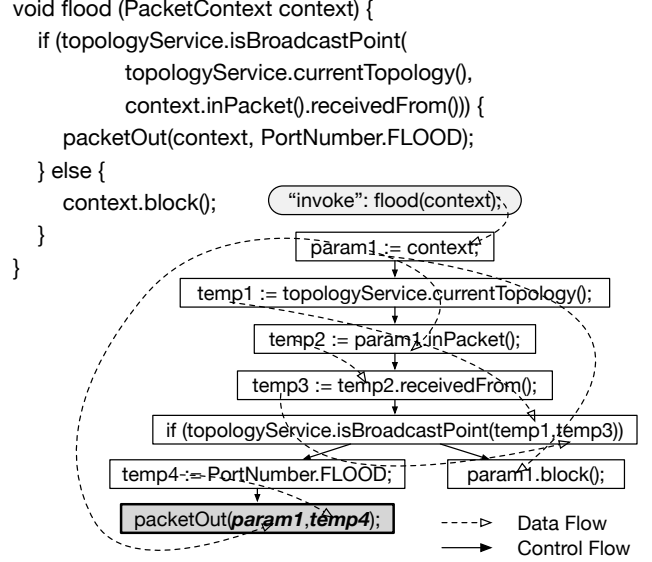 void flood (PacketContext context) {
if (topologyService.isBroadcastPoint(
topologyService.currentTopology(),
context.inPacket().receivedFrom())) {
packetOut(context, PortNumber.FLOOD);
} else {
context.block();
}
}
“invoke”: flood(context);
param1 := context;
temp1 := topologyService.currentTopology();
temp2 := param1.inPacket();
temp3 := temp2.receivedFrom();
if (topologyService.isBroadcastPoint(temp1,temp3))
temp4 := PortNumber.FLOOD;
param1.block();
packetOut(param1,temp4);
Data Flow
Control Flow